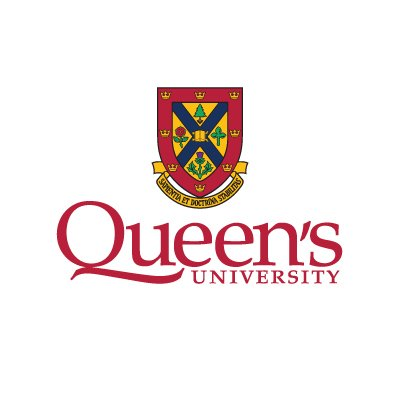 SAPIENTIA ET DOCTRINA STABILITAS
Queen's
UNIVERSITY